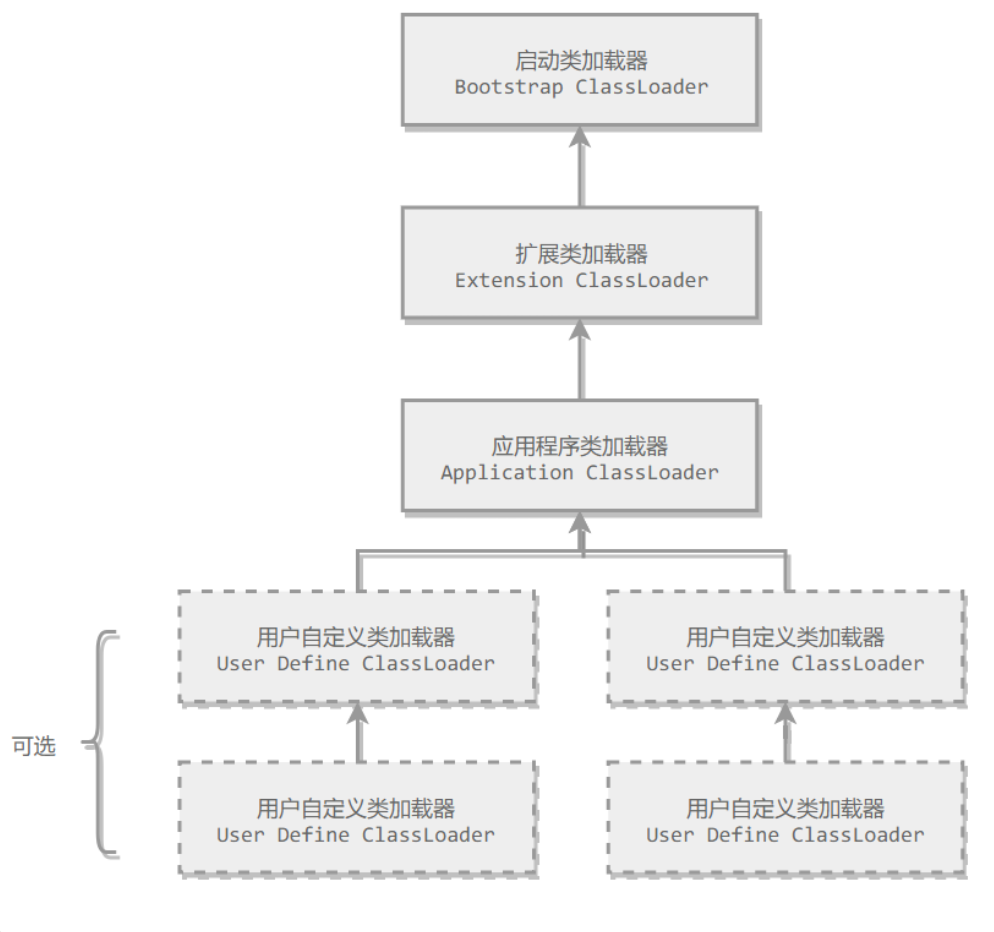 启动类加载器
Bootstrap ClassLoader
扩展类加载器
Extension ClassLoader
应用程序类加载器
Application ClassLoader
用户自定义类加载器
User Define ClassLoader
用户自定义类加载器
User Define ClassLoader
可选
用户自定义类加载器
User Define ClassLoader
用户自定义类加载器
User Define ClassLoader